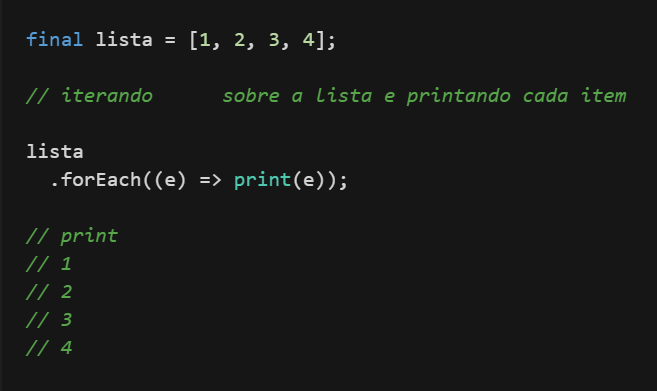 final lista = [1, 2, 3, 4];
// iterando      sobre a lista e printando cada item
lista
  .forEach((e) => print(e));
// print
// 1
// 2
// 3
// 4